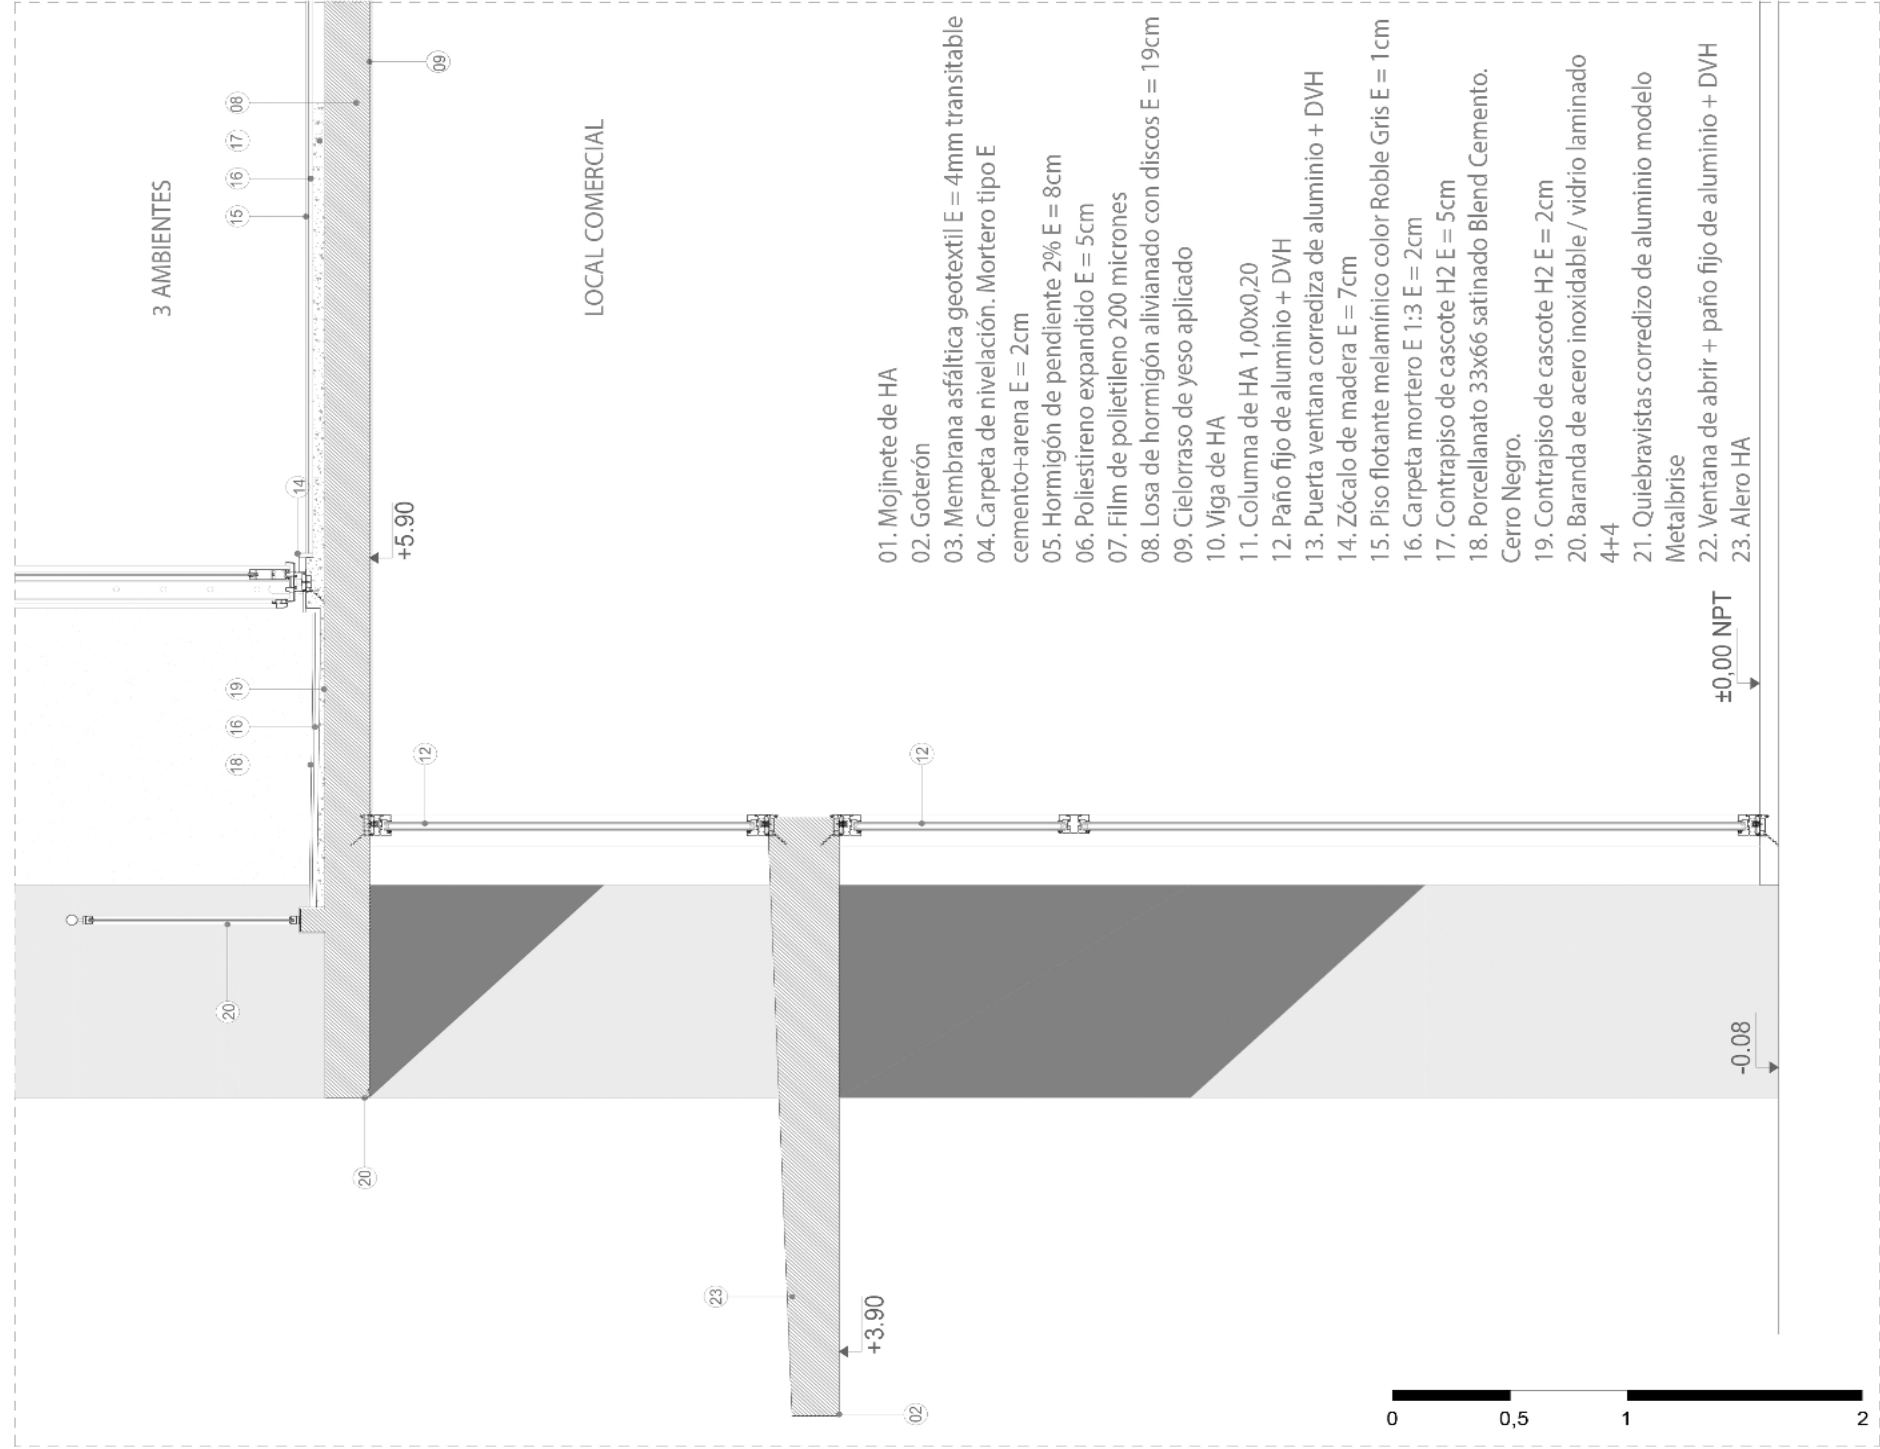 3 AMBIENTES
LOCAL COMERCIAL
08
17
16
15
14
09
+5.90
19
16
18
12
12
20
20
23
+3.90
02
±0,00 NPT
-0.08
01. Mojinete de HA
02. Goterón
03. Membrana asfáltica geotextil E = 4mm transitable
04. Carpeta de nivelación. Mortero tipo E
cemento+arena E = 2cm
05. Hormigón de pendiente 2% E = 8cm
06. Poliestireno expandido E = 5cm
07. Film de polietileno 200 micrones
08. Losa de hormigón alivianado con discos E = 19cm
09. Cielorraso de yeso aplicado
10. Viga de HA
11. Columna de HA 1,00x0,20
12. Paño fijo de aluminio + DVH
13. Puerta ventana corrediza de aluminio + DVH
14. Zócalo de madera E = 7cm
15. Piso flotante melamínico color Roble Gris E = 1cm
16. Carpeta mortero E 1:3 E = 2cm
17. Contrapiso de cascote H2 E = 5cm
18. Porcellanato 33x66 satinado Blend Cemento.
Cerro Negro.
19. Contrapiso de cascote H2 E = 2cm
20. Baranda de acero inoxidable / vidrio laminado
4+4
21. Quiebravistas corredizo de aluminio modelo
Metalbrise
22. Ventana de abrir + paño fijo de aluminio + DVH
23. Alero HA
0 0,5 1 2